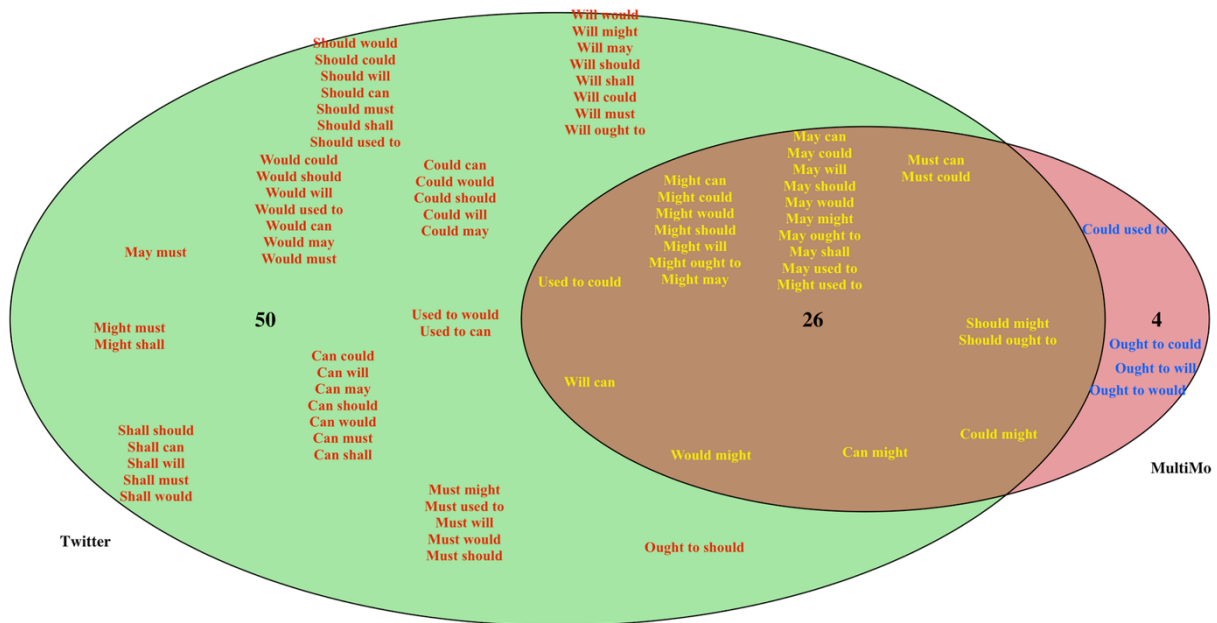 Will would
Will might
Will may
Will should
Will shall
Will could
Will must
Will ought to
Should would
Should could
Should will
Should can
Should must
Should shall
Should used to
Would could
Would should
Would will
Would used to
Would can
Would may
Would must
Could can
Could would
Could should
Could will
Could may
May must
Might must
Might shall
50
Used to would
Used to can
Can could
Can will
Can may
Can should
Can would
Can must
Can shall
Shall should
Shall can
Shall will
Shall must
Shall would
Must might
Must used to
Must will
Must would
Must should
Ought to should
Twitter
May can
May could
May will
May should
May would
May might
May ought to
May shall
May used to
Might used to
Must can
Must could
Might can
Might could
Might would
Might should
Might will
Might ought to
Might may
Used to could
26
Should might
Should ought to
Will can
Would might
Can might
Could might
Could used to
4
Ought to could
Ought to will
Ought to would
MultiMo